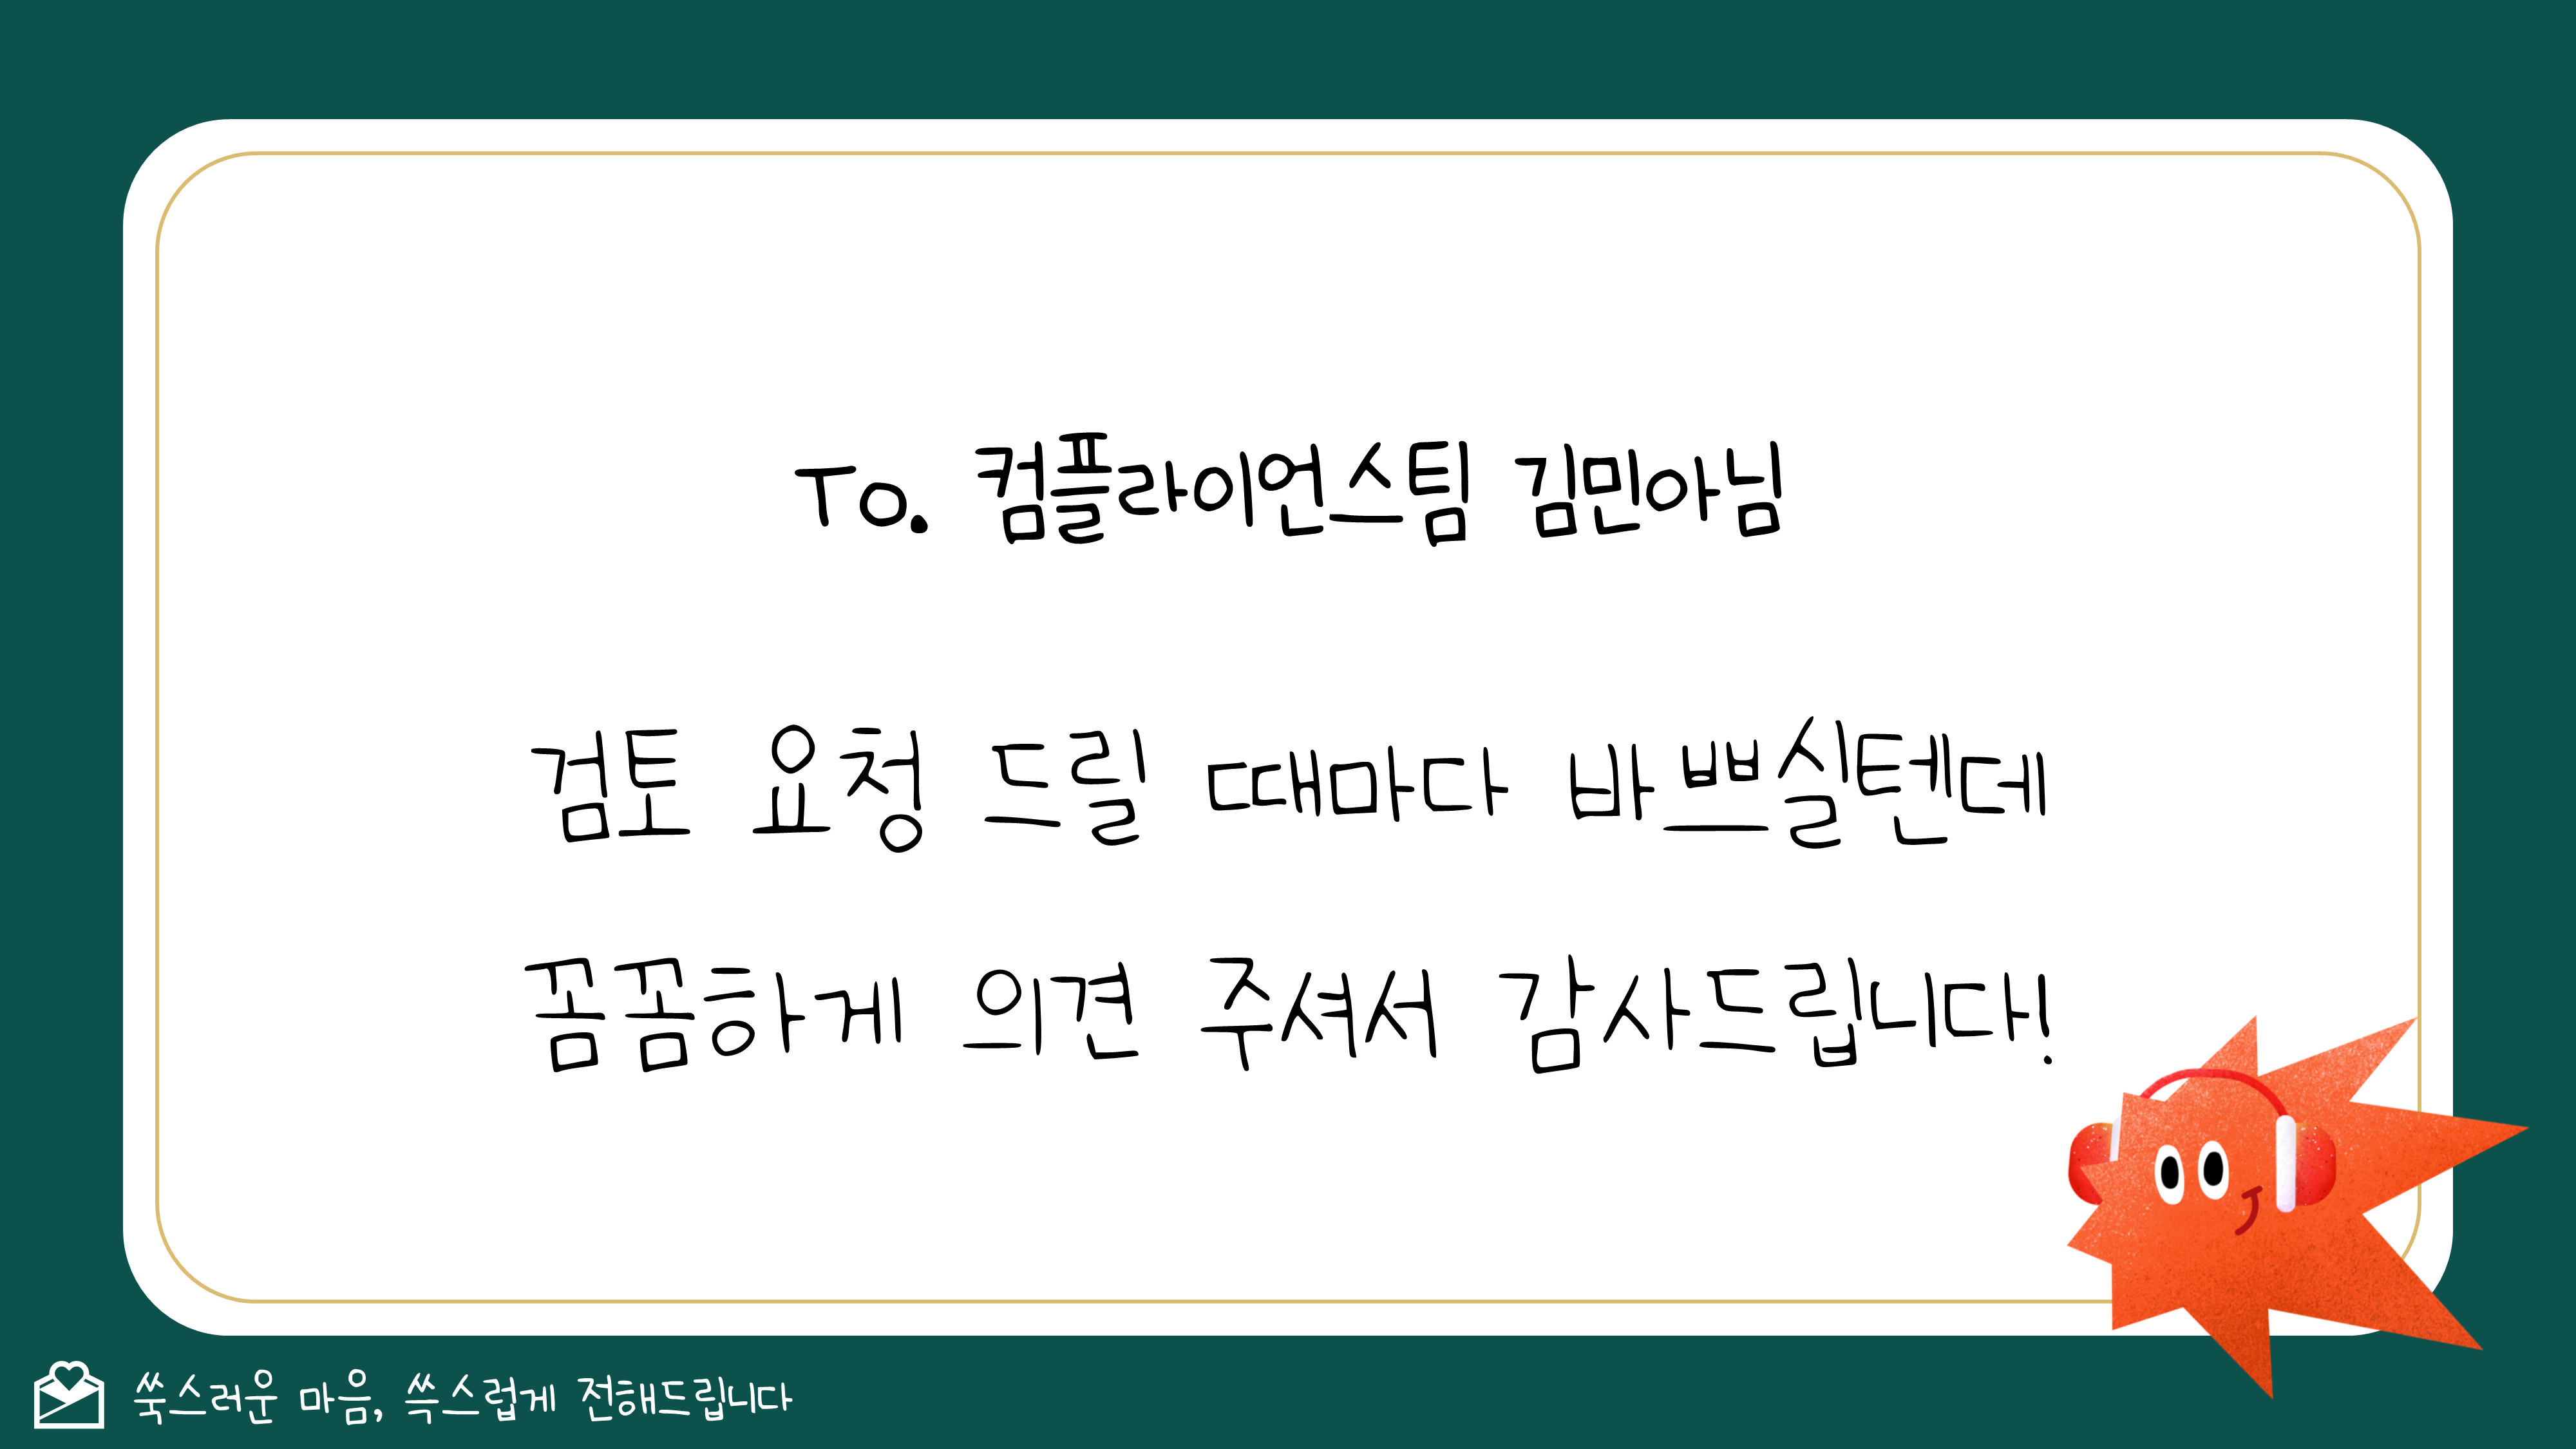 To. 컴플라이언스팀 김민아님
검토 요청 드릴 때마다 바쁘실텐데
꼼꼼하게 의견 주셔서 감사드립니다!
쑥스러운 마음, 쓱스럽게 전해드립니다